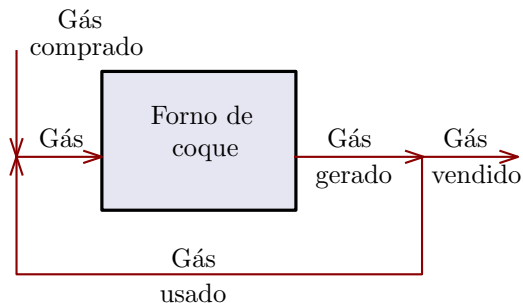 Gás
comprado
Gás
Forno de
coque
Gás
gerado
Gás
vendido
Gás
usado